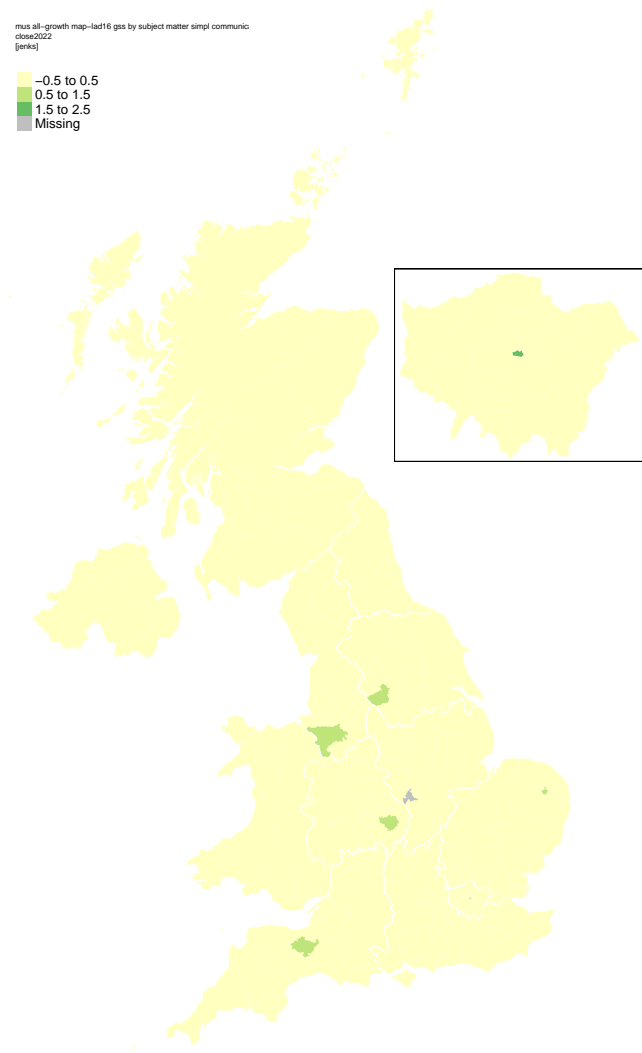 mus all−growth map−lad16 gss by subject matter simpl communic
close2022
[jenks]
−0.5 to 0.5
0.5 to 1.5
1.5 to 2.5
Missing